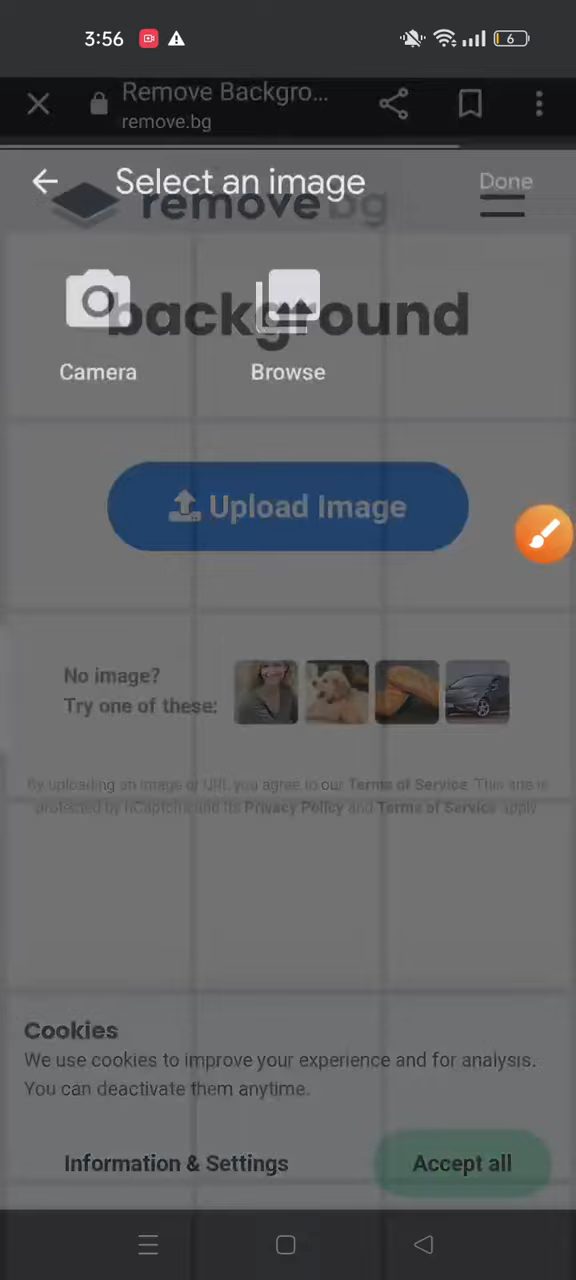 3:56
6
Remove Backgro...
remove.bg
Select an image
Done
remove bg
background
Camera
Browse
Upload Image
No image?
Try one of these:
By uploading an image or URL you agree to our Terms of Service. This site is
protected by hCaptcha and its Privacy Policy and Terms of Service apply.
Cookies
We use cookies to improve your experience and for analysis.
You can deactivate them anytime.
Information & Settings
Accept all